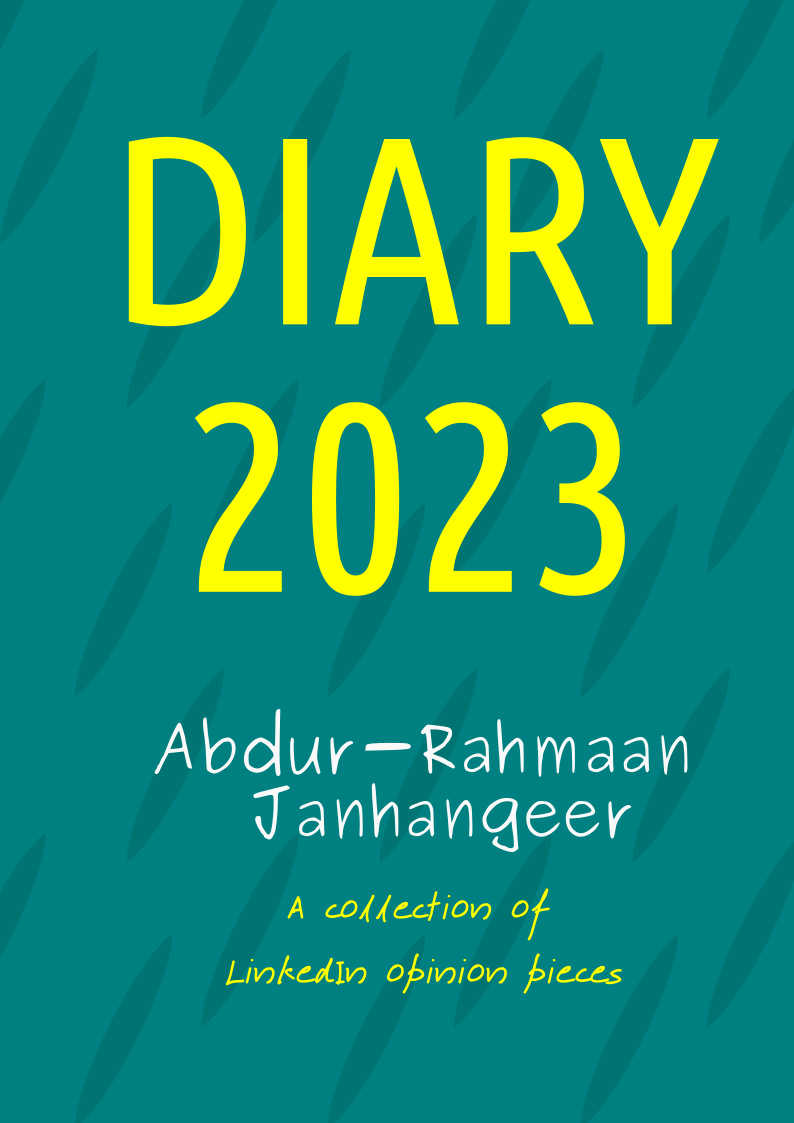 DIARY
2023
Abdur-Rahmaan
Janhangeer
A collection of
LinkedIn opinion pieces